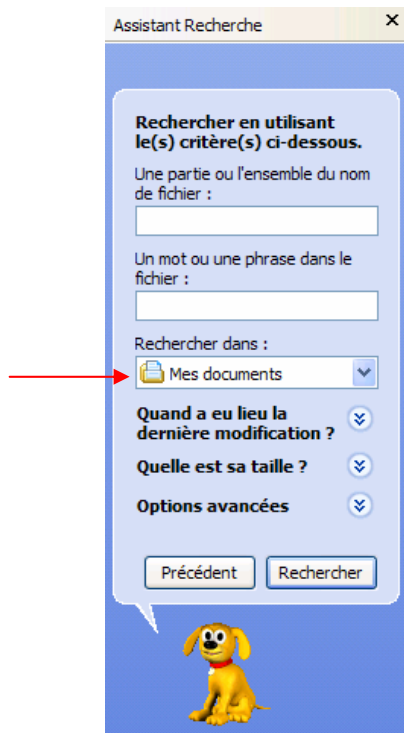 Assistant Recherche
Rechercher en utilisant
le(s) critère(s) ci-dessous.
Une partie ou l'ensemble du nom
de fichier :
Un mot ou une phrase dans le
fichier :
Rechercher dans :
Mes documents
Quand a eu lieu la
dernière modification ?
Quelle est sa taille ?
Options avancées
Précédent
Rechercher